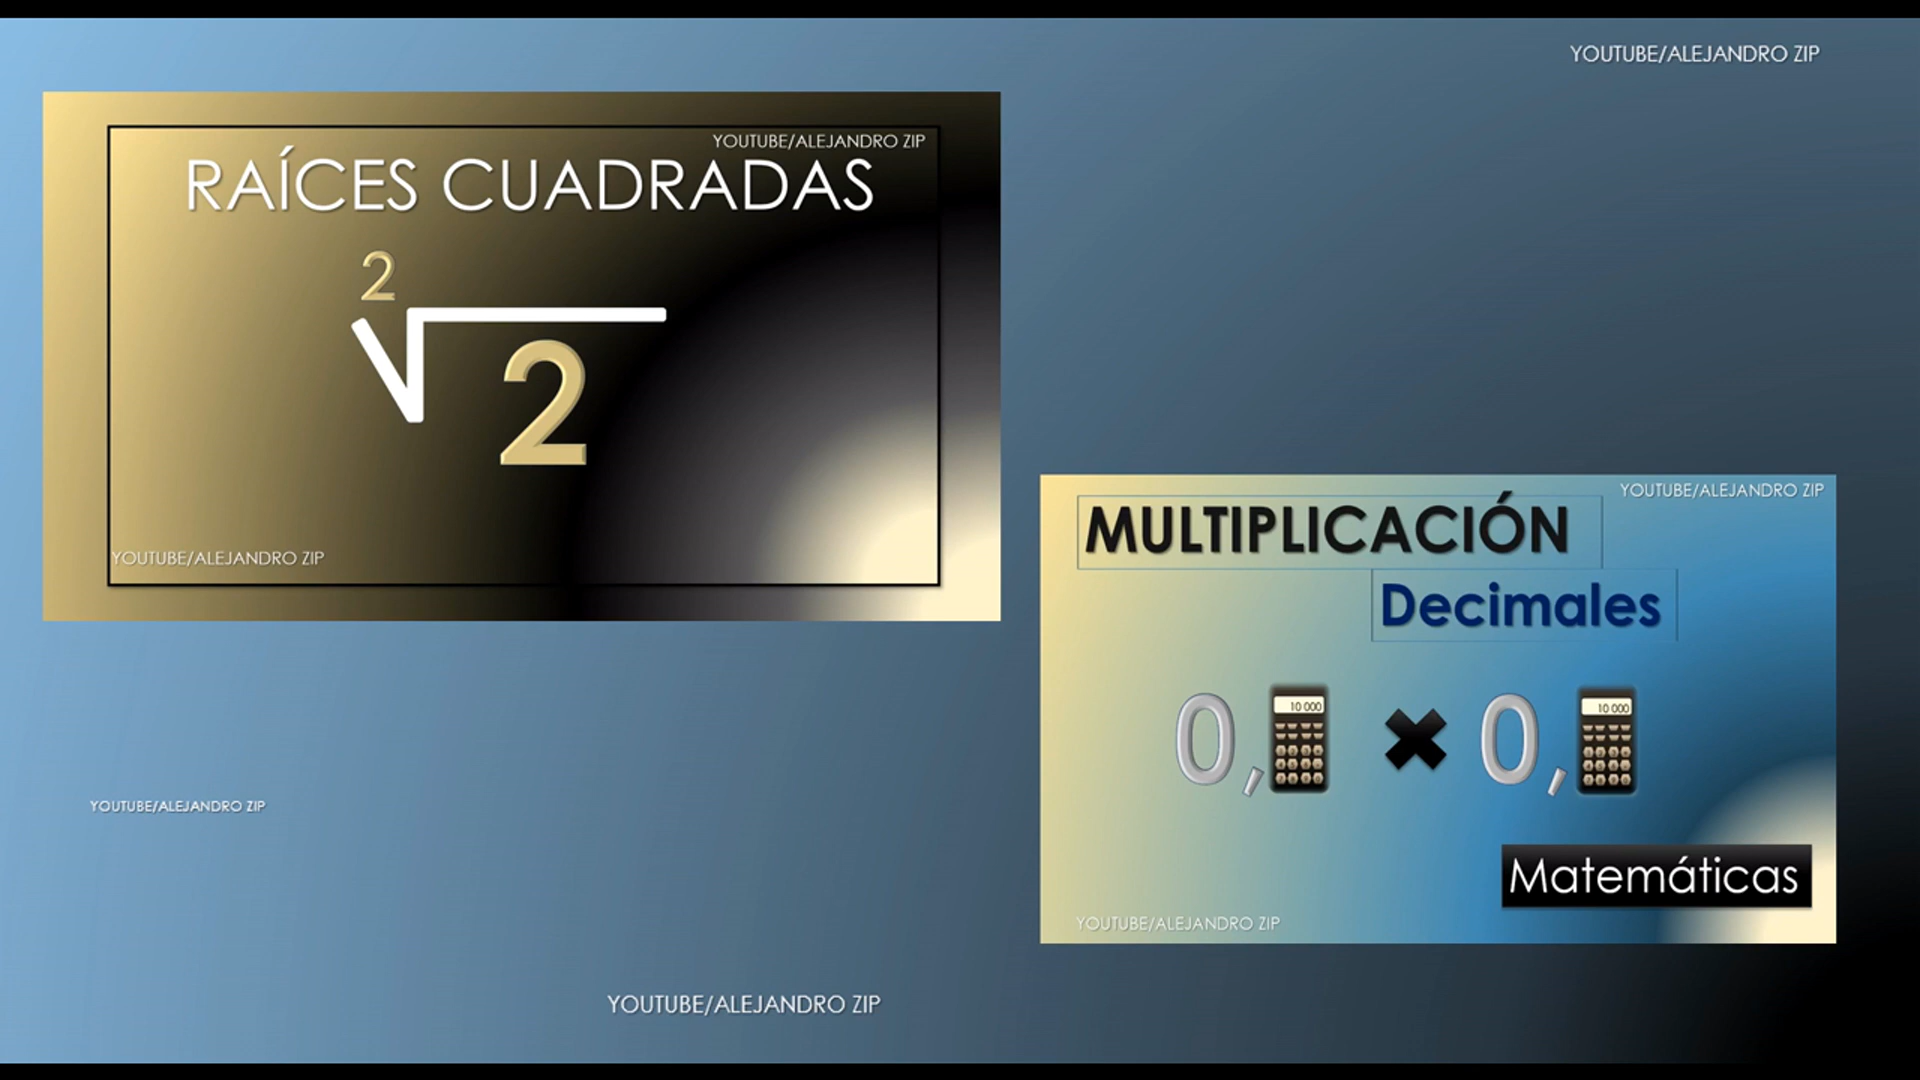 YOUTUBE/ALEJANDRO ZIP
YOUTUBE/ALEJANDRO ZIP
RAÍCES CUADRADAS
2
√2
YOUTUBE/ALEJANDRO ZIP
YOUTUBE/ALEJANDRO ZIP
MULTIPLICACIÓN
Decimales
10 000 10 000
0, ✖ 0,
Matemáticas
YOUTUBE/ALEJANDRO ZIP
YOUTUBE/ALEJANDRO ZIP
YOUTUBE/ALEJANDRO ZIP